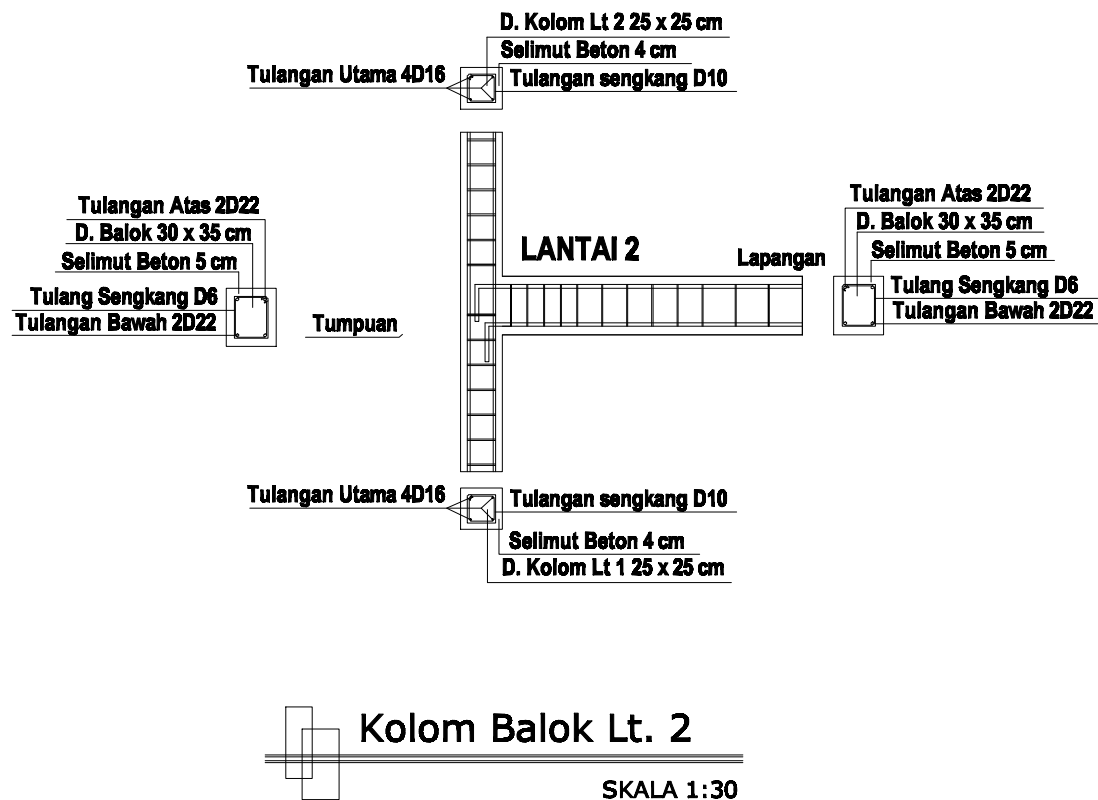 D. Kolom Lt 2 25 x 25 cm
Selimut Beton 4 cm
Tulangan Utama 4D16
Tulangan sengkang D10
Tulangan Atas 2D22
D. Balok 30 x 35 cm
Selimut Beton 5 cm
Tulang Sengkang D6
Tulangan Bawah 2D22
Tumpuan
LANTAI 2
Lapangan
Tulangan Atas 2D22
D. Balok 30 x 35 cm
Selimut Beton 5 cm
Tulang Sengkang D6
Tulangan Bawah 2D22
Tulangan Utama 4D16
Tulangan sengkang D10
Selimut Beton 4 cm
D. Kolom Lt 1 25 x 25 cm
Kolom Balok Lt. 2
SKALA 1:30